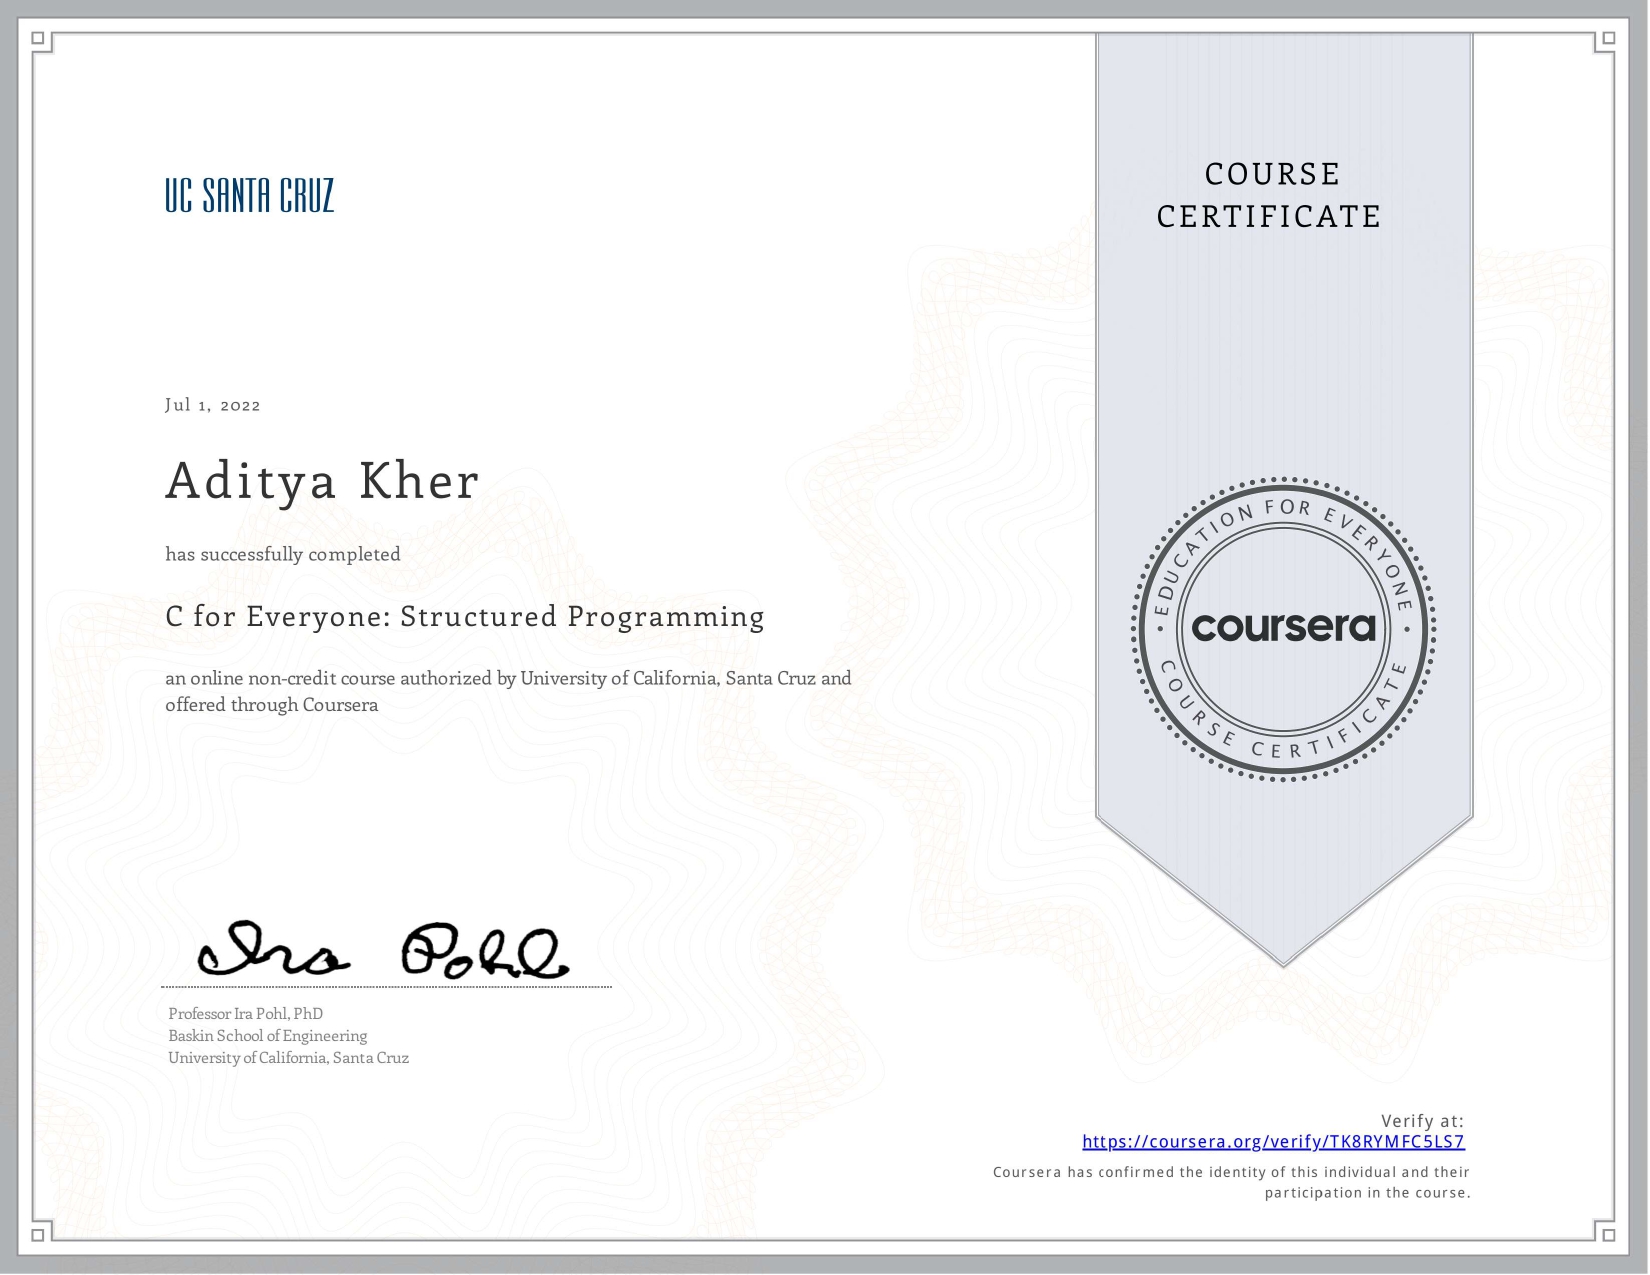 UC SANTA CRUZ
COURSE
CERTIFICATE
Jul 1, 2022
Aditya Kher
has successfully completed
C for Everyone: Structured Programming
an online non-credit course authorized by University of California, Santa Cruz and
offered through Coursera
• EDUCATION FOR EVERYONE •
coursera
COURSE CERTIFICATE
Ira Pohl
Professor Ira Pohl, PhD
Baskin School of Engineering
University of California, Santa Cruz
Verify at:
https://coursera.org/verify/TK8RYMFC5LS7
Coursera has confirmed the identity of this individual and their
participation in the course.